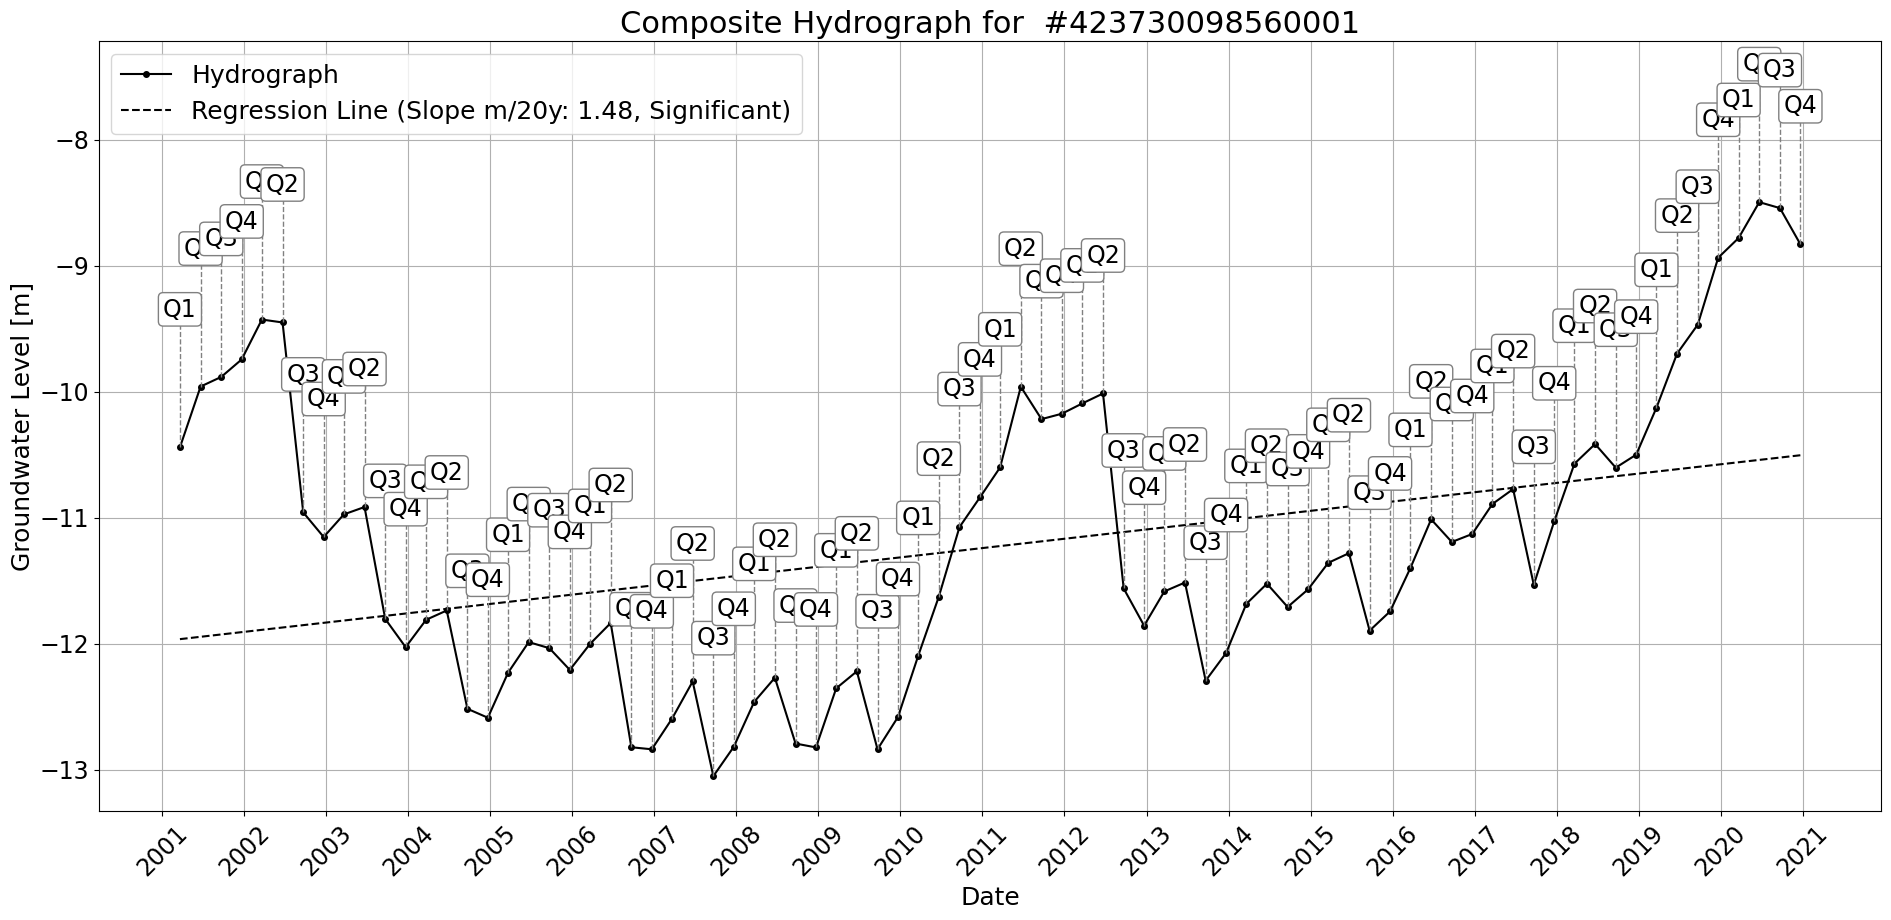 Composite Hydrograph for  #423730098560001
Hydrograph
Regression Line (Slope m/20y: 1.48, Significant)
Groundwater Level [m]
−8
−9
−10
−11
−12
−13
Q1
Q3
Q4
Q2
Q3
Q4
Q2
Q3
Q4
Q2
Q4
Q1
Q3
Q4
Q1
Q2
Q4
Q1
Q2
Q3
Q4
Q1
Q2
Q4
Q1
Q2
Q3
Q4
Q1
Q2
Q3
Q4
Q1
Q2
Q2
Q3
Q4
Q2
Q3
Q4
Q1
Q2
Q3
Q4
Q2
Q3
Q4
Q1
Q2
Q4
Q1
Q2
Q3
Q4
Q1
Q2
Q3
Q4
Q1
Q2
Q3
Q4
Q1
Q3
Q4
2001
2002
2003
2004
2005
2006
2007
2008
2009
2010
2011
2012
2013
2014
2015
2016
2017
2018
2019
2020
2021
Date